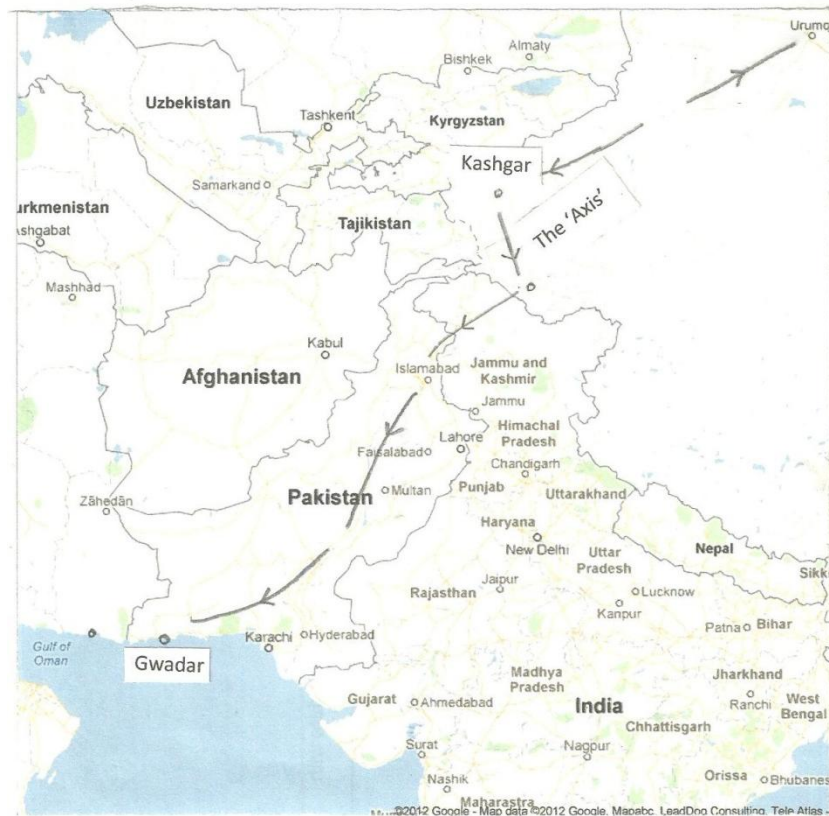 Urumq
Almaty
Bishkek
Uzbekistan
Tashkent
Kyrgyzstan
Kashgar
Samarkand
urkmenistan
Tajikistan
The 'Axis'
Ashgabat
Mashhad
Kabul
Islamabad
Jammu and
Kashmir
Afghanistan
Jammu
Himachal
Pradesh
Lahore
Faisalabad
Chandigarh
Pakistan
Multan
Punjab
Uttarakhand
Zāhedān
Haryana
New Delhi
Nepal
Uttar
Pradesh
Sikk
Jaipur
Rajasthan
Lucknow
Kanpur
Patna
Bihar
Gulf of
Oman
Karachi
Hyderabad
Gwadar
Madhya
Pradesh
Jharkhand
Gujarat
Ahmedabad
India
Ranchi
West
Bengal
Chhattisgarh
Surat
Nagpur
Nashik
Orissa
Bhubanes
Maharastra
©2012 Google - Map data ©2012 Google, Mapabc, LeadDog Consulting, Tele Atlas -